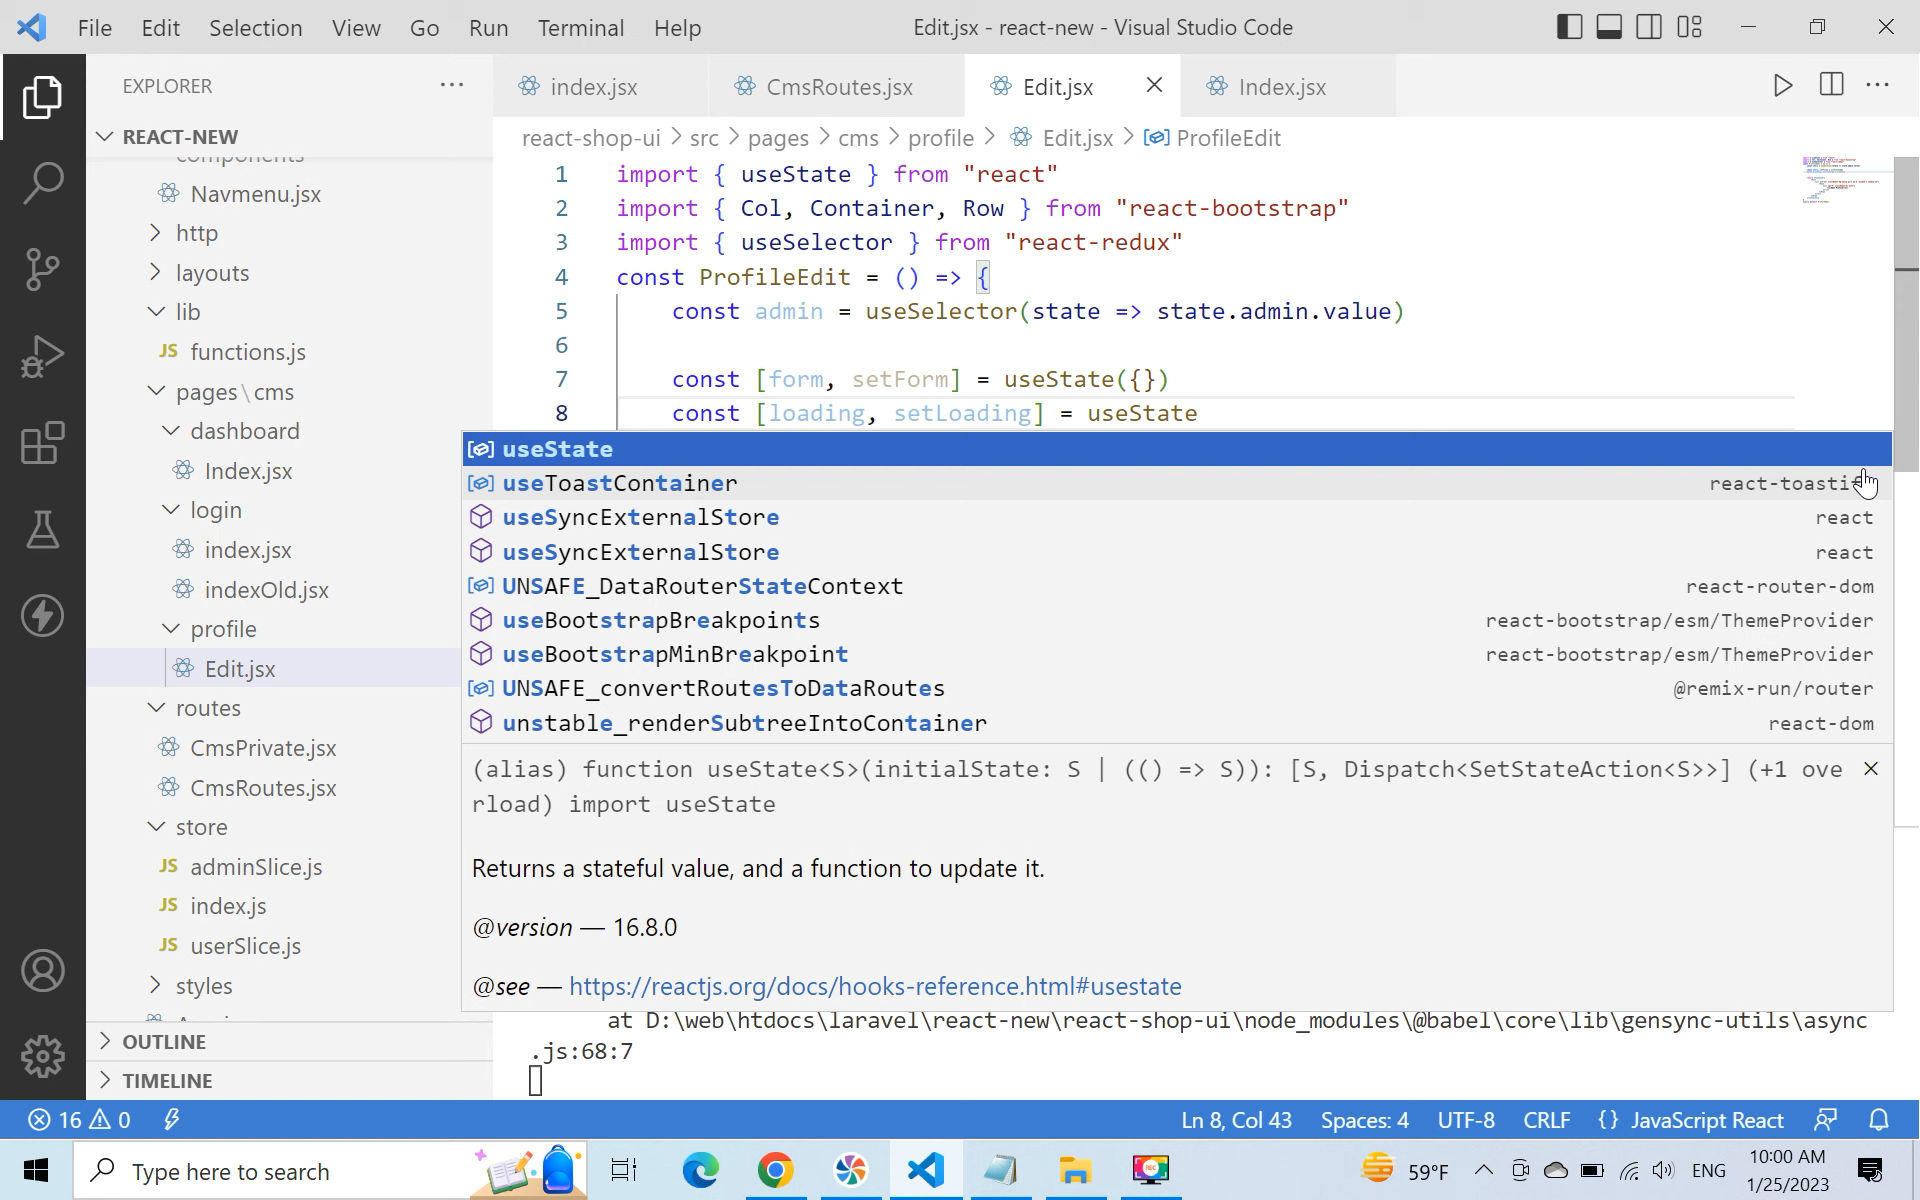 File Edit Selection View Go Run Terminal Help Edit.jsx - react-new - Visual Studio Code
EXPLORER
REACT-NEW
components
Navmenu.jsx
http
layouts
lib
JS functions.js
pages\cms
dashboard
Index.jsx
login
index.jsx
indexOld.jsx
profile
Edit.jsx
routes
CmsPrivate.jsx
CmsRoutes.jsx
store
JS adminSlice.js
JS index.js
JS userSlice.js
styles
OUTLINE
TIMELINE
index.jsx CmsRoutes.jsx Edit.jsx Index.jsx
react-shop-ui > src > pages > cms > profile > Edit.jsx > ProfileEdit
1 import { useState } from "react"
2 import { Col, Container, Row } from "react-bootstrap"
3 import { useSelector } from "react-redux"
4 const ProfileEdit = () => {
5 const admin = useSelector(state => state.admin.value)
6
7 const [form, setForm] = useState({})
8 const [loading, setLoading] = useState
useState
useToastContainer react-toasti
useSyncExternalStore react
useSyncExternalStore react
UNSAFE_DataRouterStateContext react-router-dom
useBootstrapBreakpoints react-bootstrap/esm/ThemeProvider
useBootstrapMinBreakpoint react-bootstrap/esm/ThemeProvider
UNSAFE_convertRoutesToDataRoutes @remix-run/router
unstable_renderSubtreeIntoContainer react-dom
(alias) function useState<S>(initialState: S | (() => S)): [S, Dispatch<SetStateAction<S>>] (+1 ove
rload) import useState
Returns a stateful value, and a function to update it.
@version — 16.8.0
@see — https://reactjs.org/docs/hooks-reference.html#usestate
at D:\web\htdocs\laravel\react-new\react-shop-ui\node_modules\@babel\core\lib\gensync-utils\async
.js:68:7
16 0 Ln 8, Col 43 Spaces: 4 UTF-8 CRLF {} JavaScript React
Type here to search 59°F ENG 10:00 AM
1/25/2023